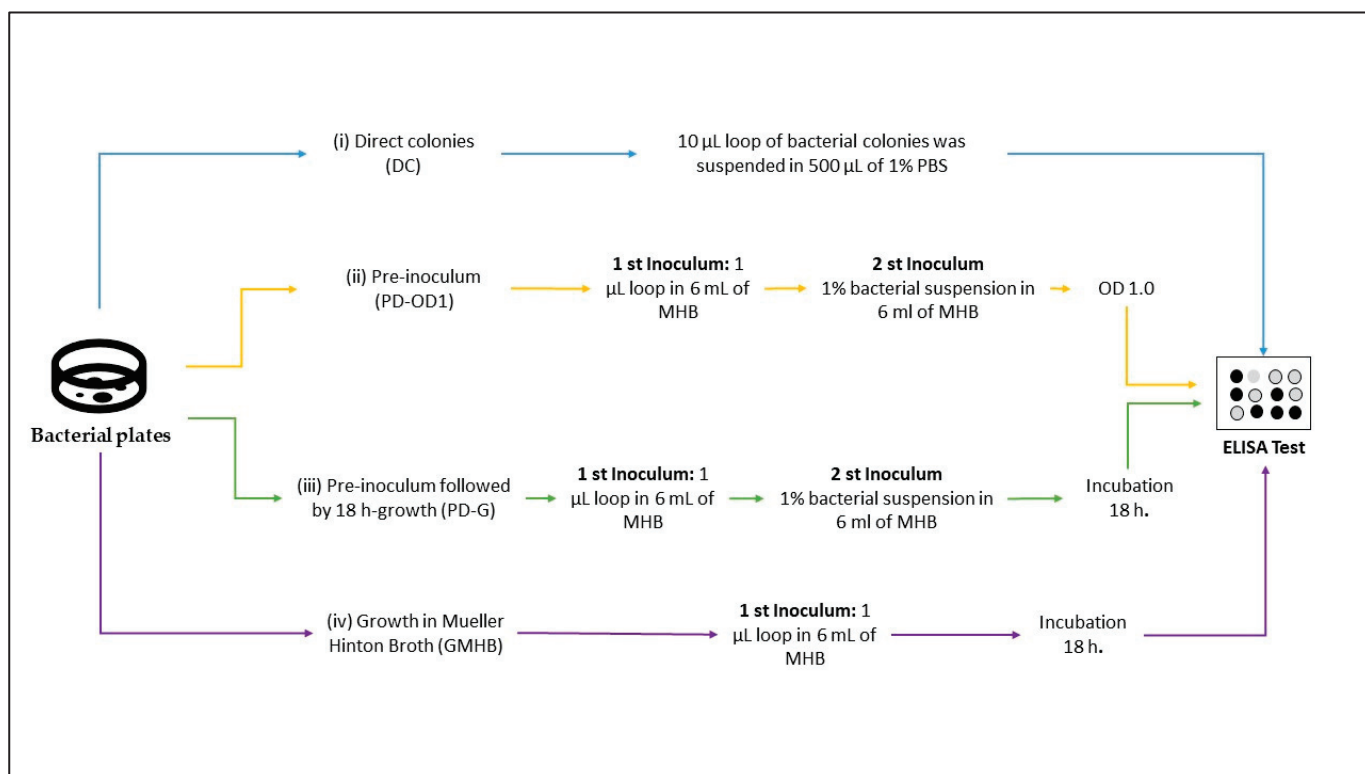 (i) Direct colonies
(DC)
10 µL loop of bacterial colonies was
suspended in 500 µL of 1% PBS
(ii) Pre-inoculum
(PD-OD1)
1 st Inoculum: 1
µL loop in 6 mL of
MHB
2 st Inoculum
1% bacterial suspension in
6 ml of MHB
OD 1.0
Bacterial plates
ELISA Test
(iii) Pre-inoculum followed
by 18 h-growth (PD-G)
1 st Inoculum: 1
µL loop in 6 mL of
MHB
2 st Inoculum
1% bacterial suspension in
6 ml of MHB
Incubation
18 h.
(iv) Growth in Mueller
Hinton Broth (GMHB)
1 st Inoculum: 1
µL loop in 6 mL of
MHB
Incubation
18 h.